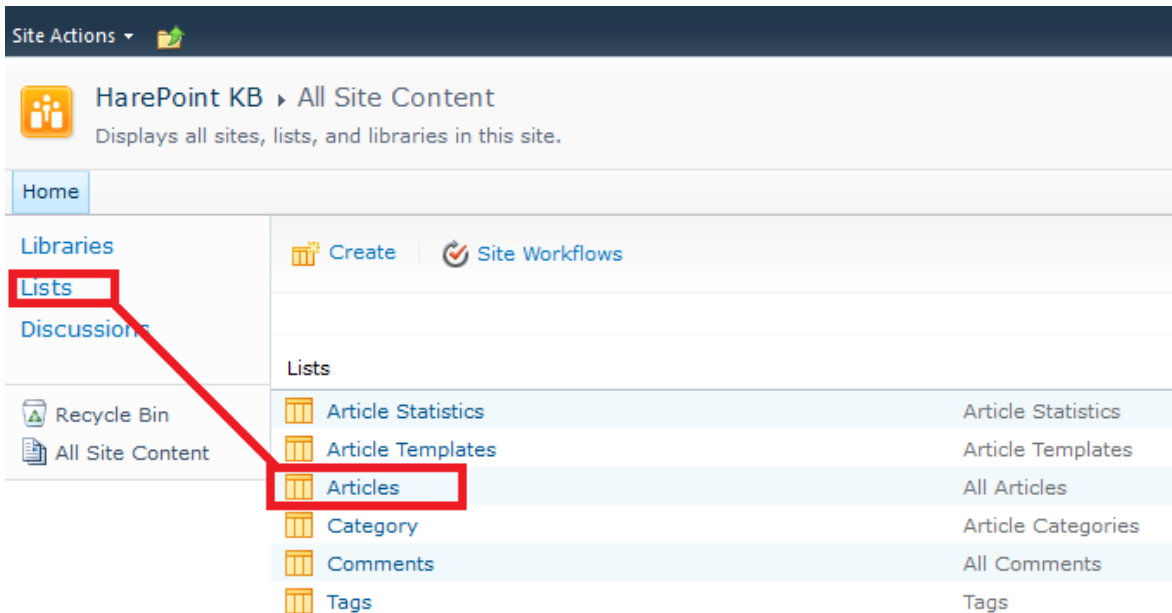 Site Actions
HarePoint KB ▸ All Site Content
Displays all sites, lists, and libraries in this site.
Home
Libraries
Lists
Discussions
Recycle Bin
All Site Content
Create
Site Workflows
Lists
Article Statistics Article Statistics
Article Templates Article Templates
Articles All Articles
Category Article Categories
Comments All Comments
Tags Tags